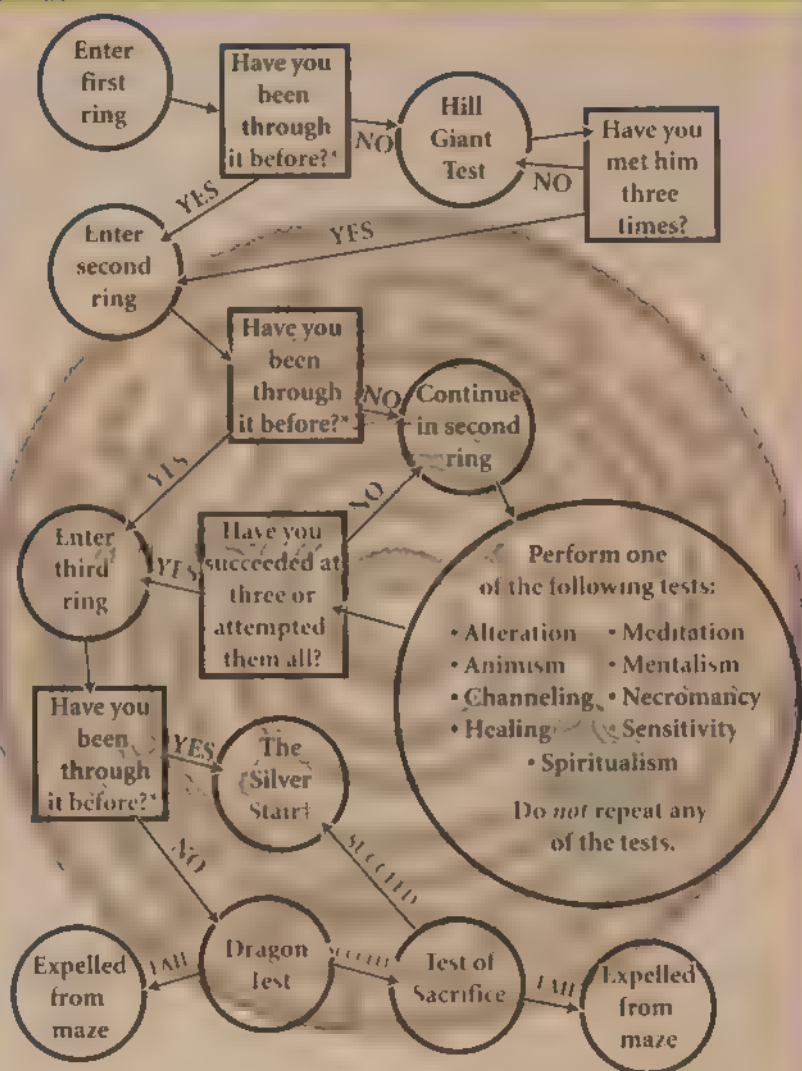 Enter
first
ring
Have you
been
through
it before?*
NO
Hill
Giant
Test
Have you
met him
three
times?
NO
YES
YES
Enter
second
ring
Have you
been
through
it before?*
NO
Continue
in second
ring
YES
NO
Enter
third
ring
YES
Have you
succeeded at
three or
attempted
them all?
Perform one
of the following tests:
• Alteration • Meditation
• Animism • Mentalism
• Channeling • Necromancy
• Healing • Sensitivity
• Spiritualism
Do not repeat any
of the tests.
Have you
been
through
it before?*
YES
The
Silver
Stair†
NO
SUCCEED
Expelled
from
maze
FAIL
Dragon
Test
SUCCEED
Test of
Sacrifice
FAIL
Expelled
from
maze